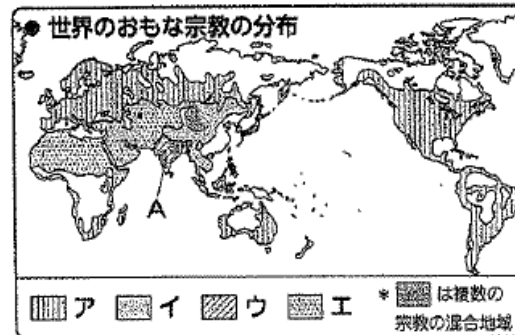 ● 世界のおもな宗教の分布
A
ア イ ウ エ
* は複数の
宗教の混合地域